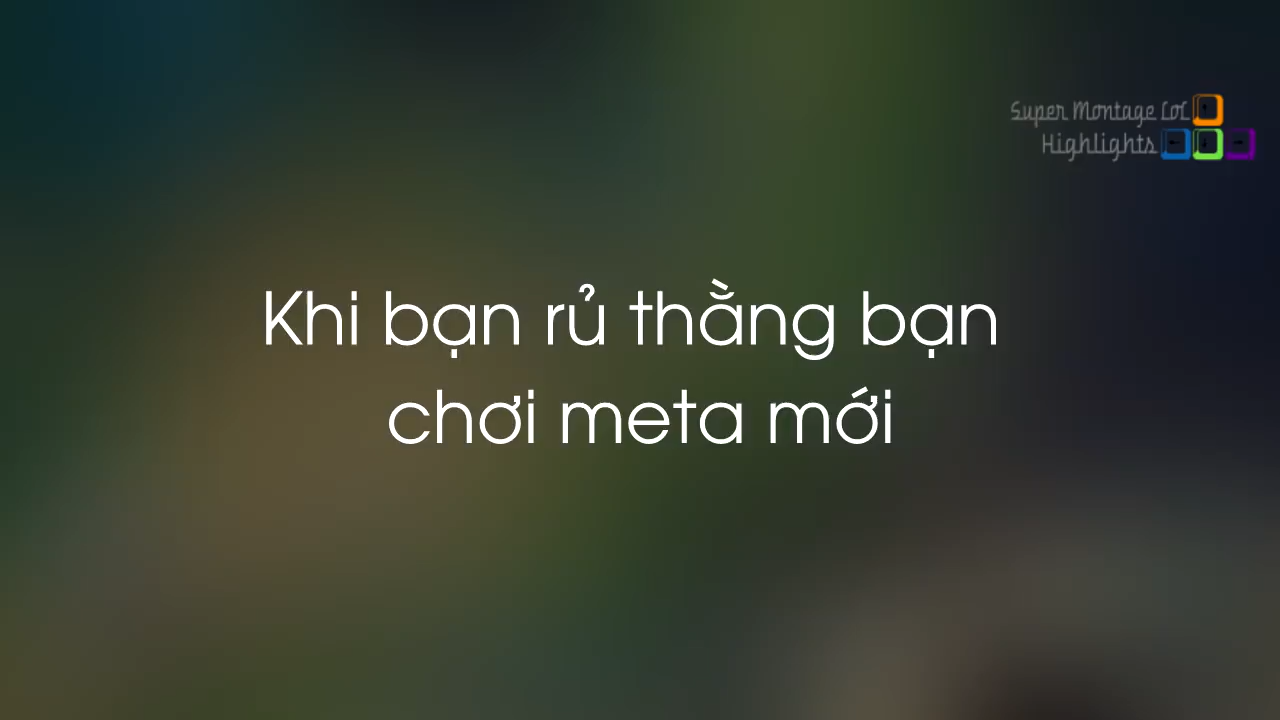 Super Montage LoL
Highlights
Khi bạn rủ thằng bạn
chơi meta mới